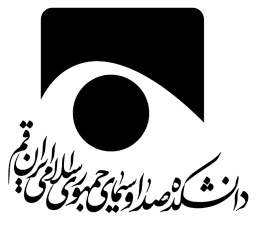 دانشکده صدا و سیمای جمهوری اسلامی ایران قم